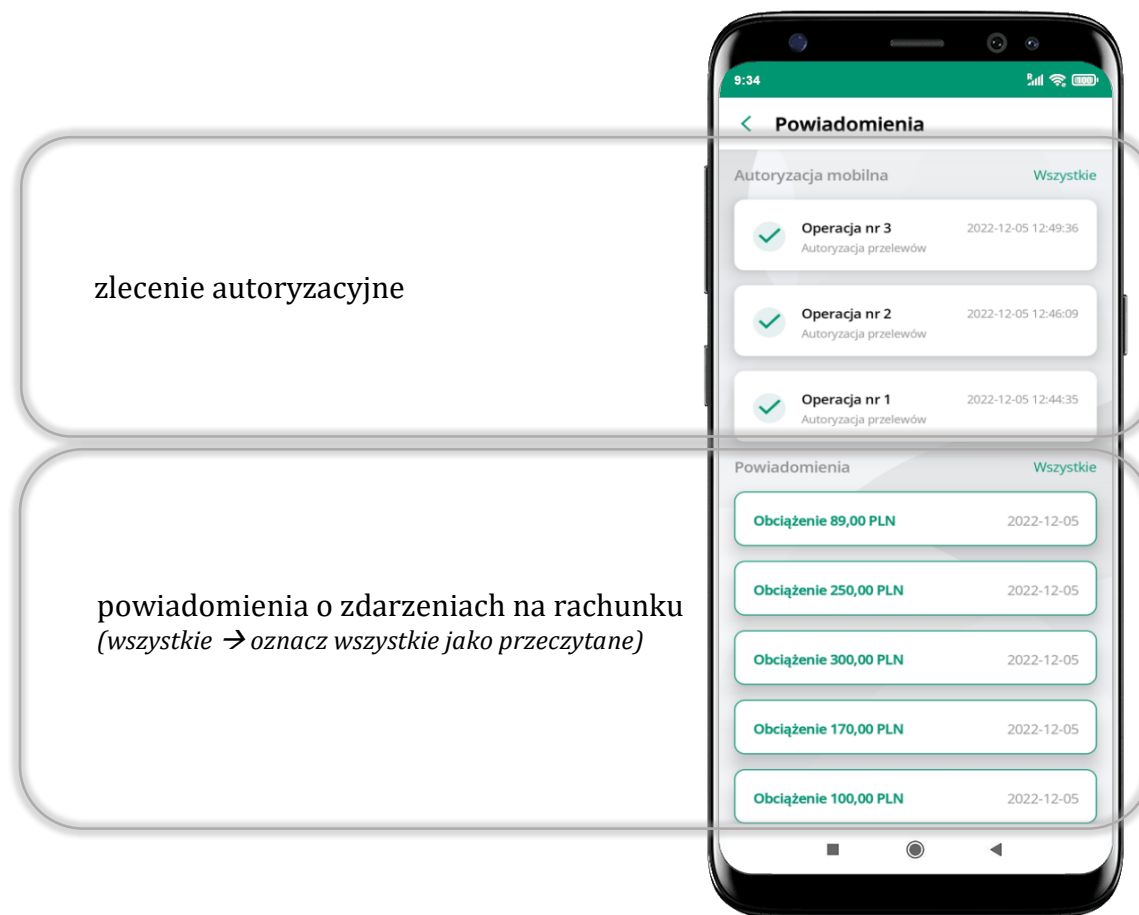 9:34
R
100
Powiadomienia
Autoryzacja mobilna Wszystkie
Operacja nr 3 2022-12-05 12:49:36
Autoryzacja przelewów
zlecenie autoryzacyjne
Operacja nr 2 2022-12-05 12:46:09
Autoryzacja przelewów
Operacja nr 1 2022-12-05 12:44:35
Autoryzacja przelewów
Powiadomienia Wszystkie
Obciążenie 89,00 PLN 2022-12-05
Obciążenie 250,00 PLN 2022-12-05
powiadomienia o zdarzeniach na rachunku
(wszystkie → oznacz wszystkie jako przeczytane)
Obciążenie 300,00 PLN 2022-12-05
Obciążenie 170,00 PLN 2022-12-05
Obciążenie 100,00 PLN 2022-12-05